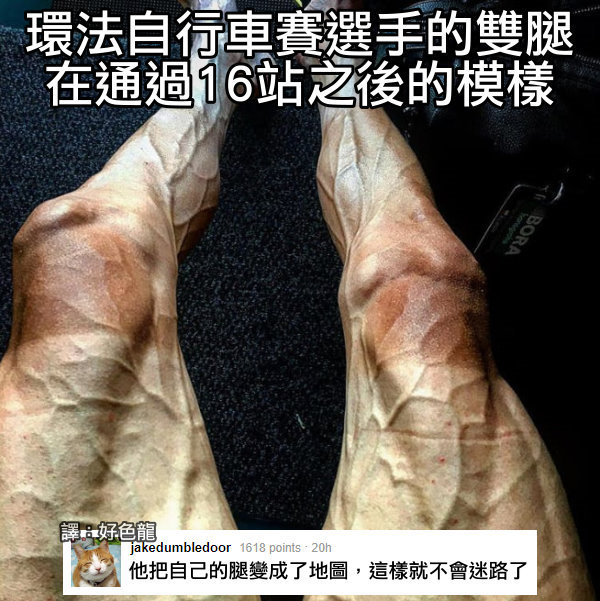 環法自行車賽選手的雙腿
在通過16站之後的模樣
BORA
譯：好色龍
jakedumbledoor 1618 points · 20h
他把自己的腿變成了地圖，這樣就不會迷路了